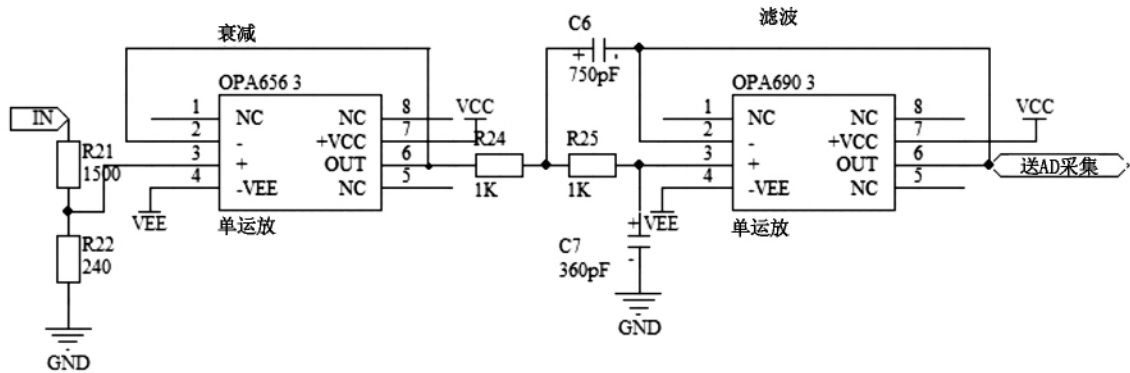 衰减
C6
滤波
+
750pF
OPA656 3
OPA690 3
IN
1
NC
NC
8
VCC
2
-
+VCC
7
R21
1500
3
+
OUT
6
4
-VEE
NC
5
VEE
单运放
R22
240
GND
R24
1K
R25
1K
1
NC
NC
8
VCC
2
-
+VCC
7
3
+
OUT
6
送AD采集
4
-VEE
NC
5
VEE
单运放
+
C7
360pF
-
GND